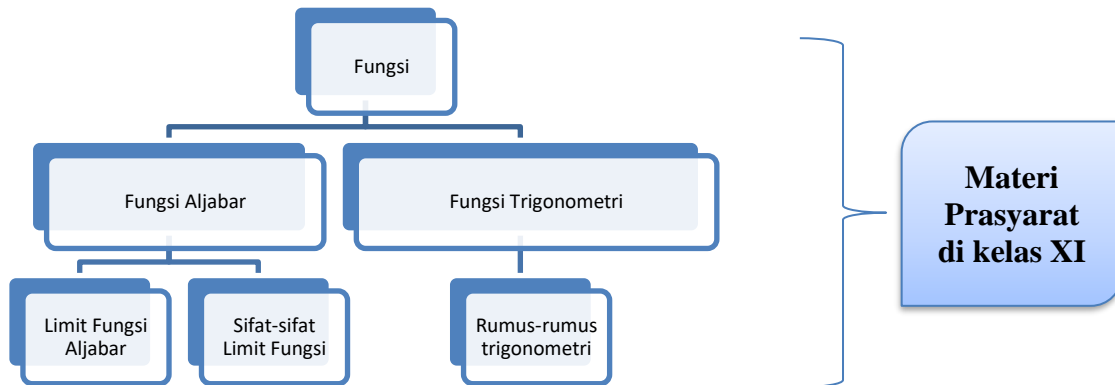 Fungsi
Fungsi Aljabar
Fungsi Trigonometri
Limit Fungsi
Aljabar
Sifat-sifat
Limit Fungsi
Rumus-rumus
trigonometri
Materi
Prasyarat
di kelas XI